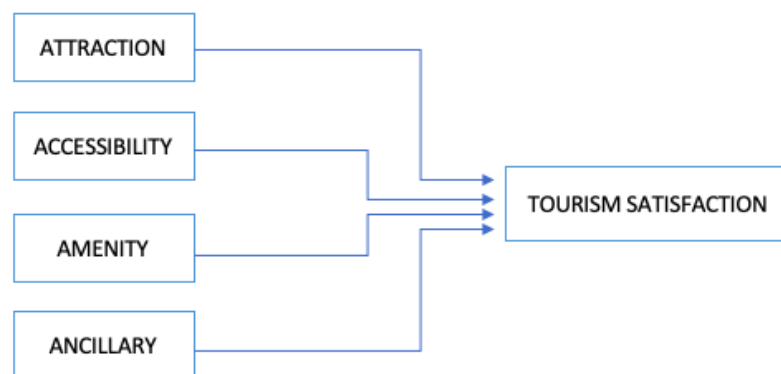 ATTRACTION
ACCESSIBILITY
AMENITY
ANCILLARY
TOURISM SATISFACTION